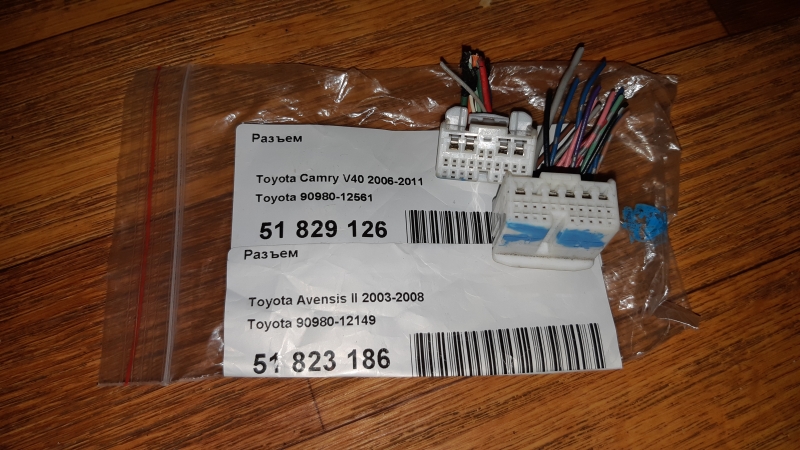 Разъем
Toyota Camry V40 2006-2011
Toyota 90980-12561
51 829 126
Разъем
Toyota Avensis II 2003-2008
Toyota 90980-12149
51 823 186